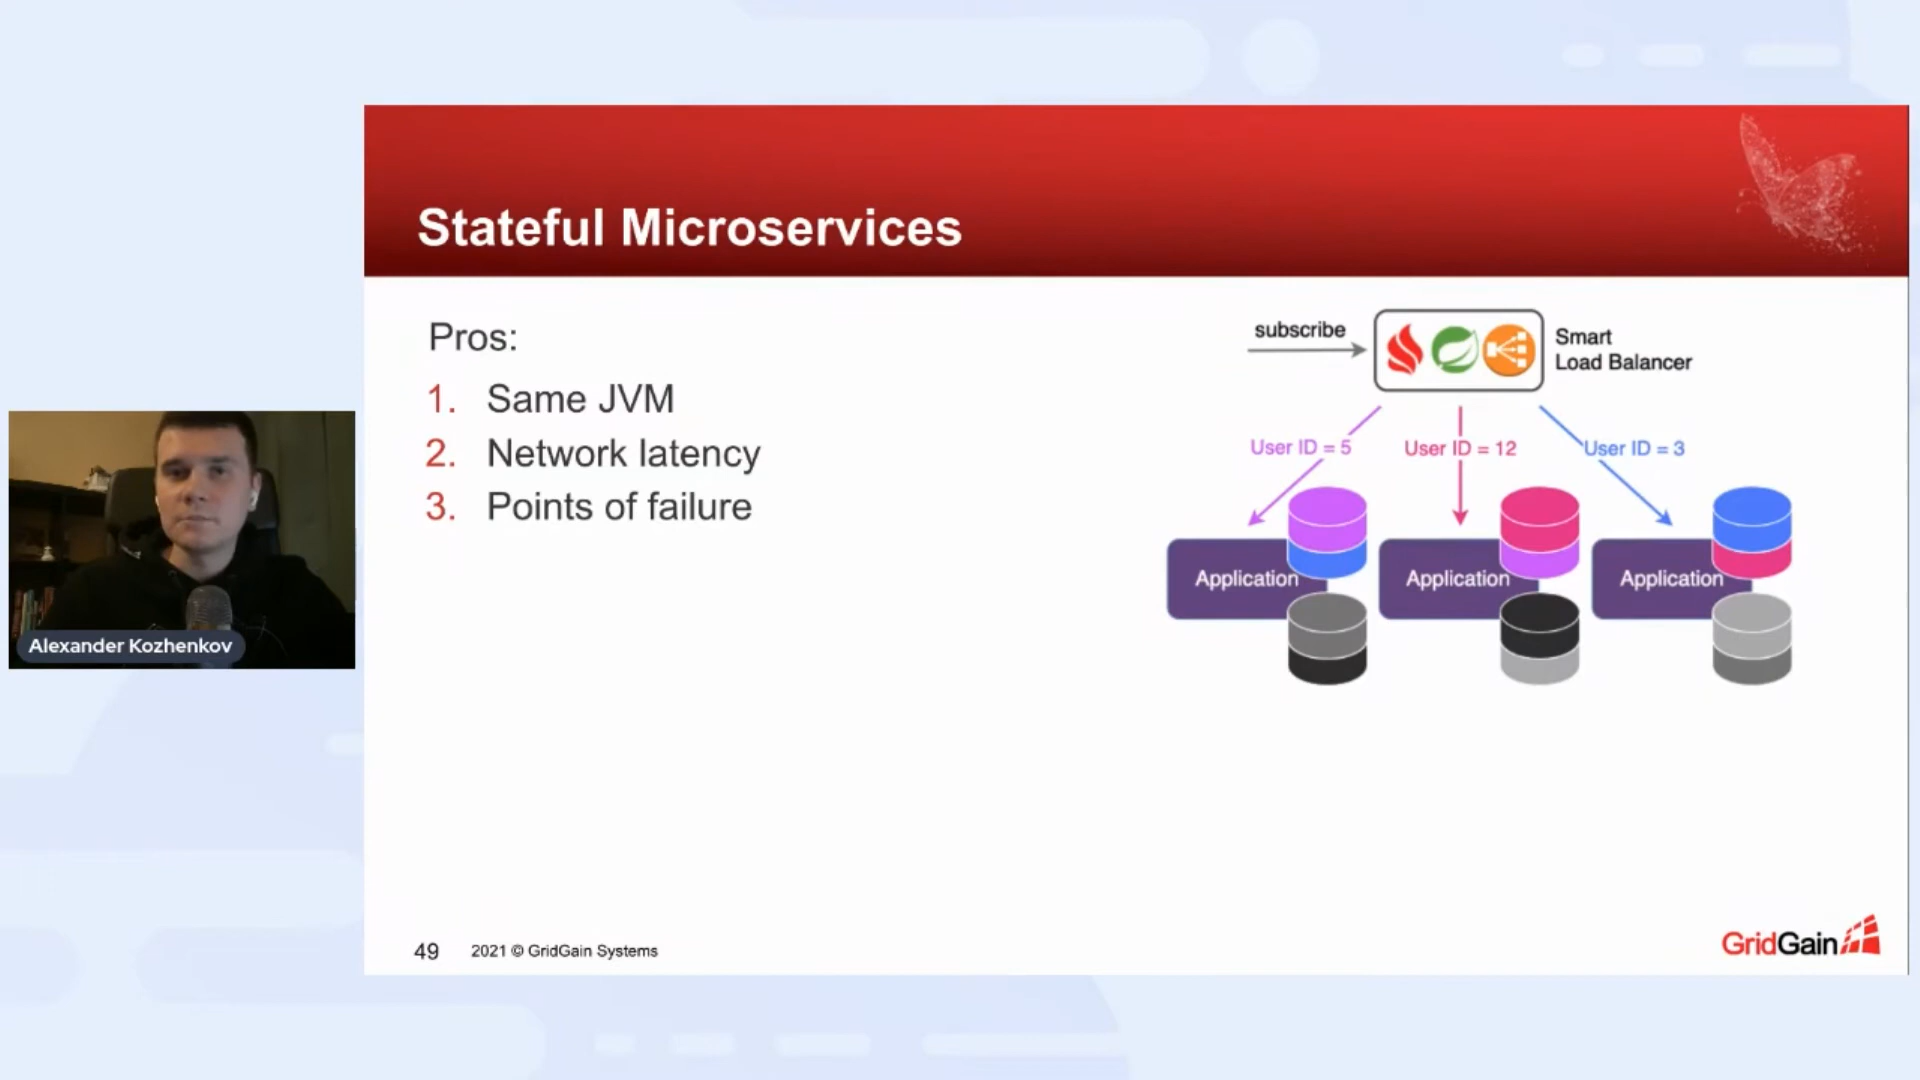 Stateful Microservices
Pros:
1. Same JVM
2. Network latency
3. Points of failure
subscribe
Smart
Load Balancer
User ID = 5
User ID = 12
User ID = 3
Application
Application
Application
Alexander Kozhenkov
49
2021 © GridGain Systems
GridGain